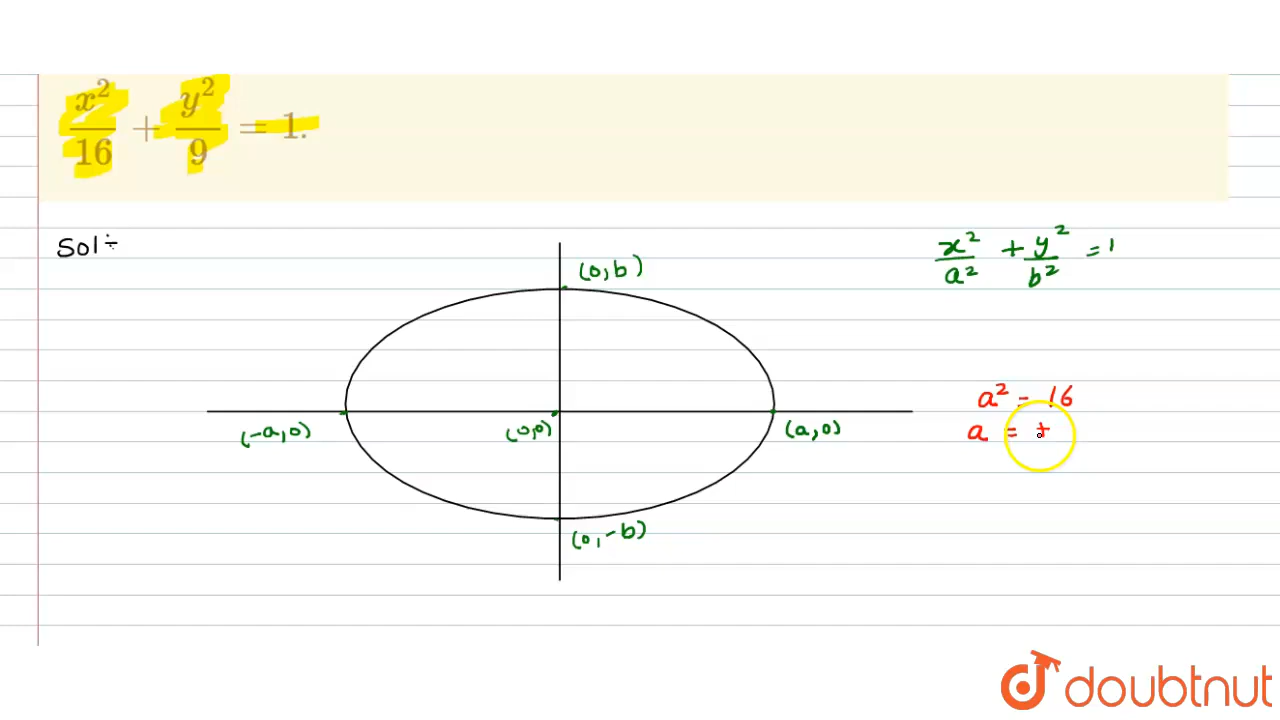 x²/16 + y²/9 = 1.
Sol÷
x²/a² + y²/b² = 1
(0,b)
a² = 16
(-a,0) (0,0) (a,0) a = +
(0,-b)
doubtnut